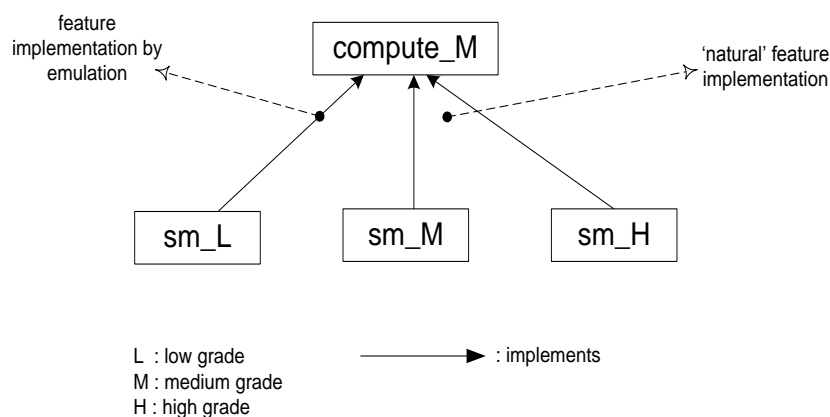 feature
implementation by
emulation
compute_M
‘natural’ feature
implementation
sm_L
sm_M
sm_H
L : low grade
M : medium grade
H : high grade
: implements